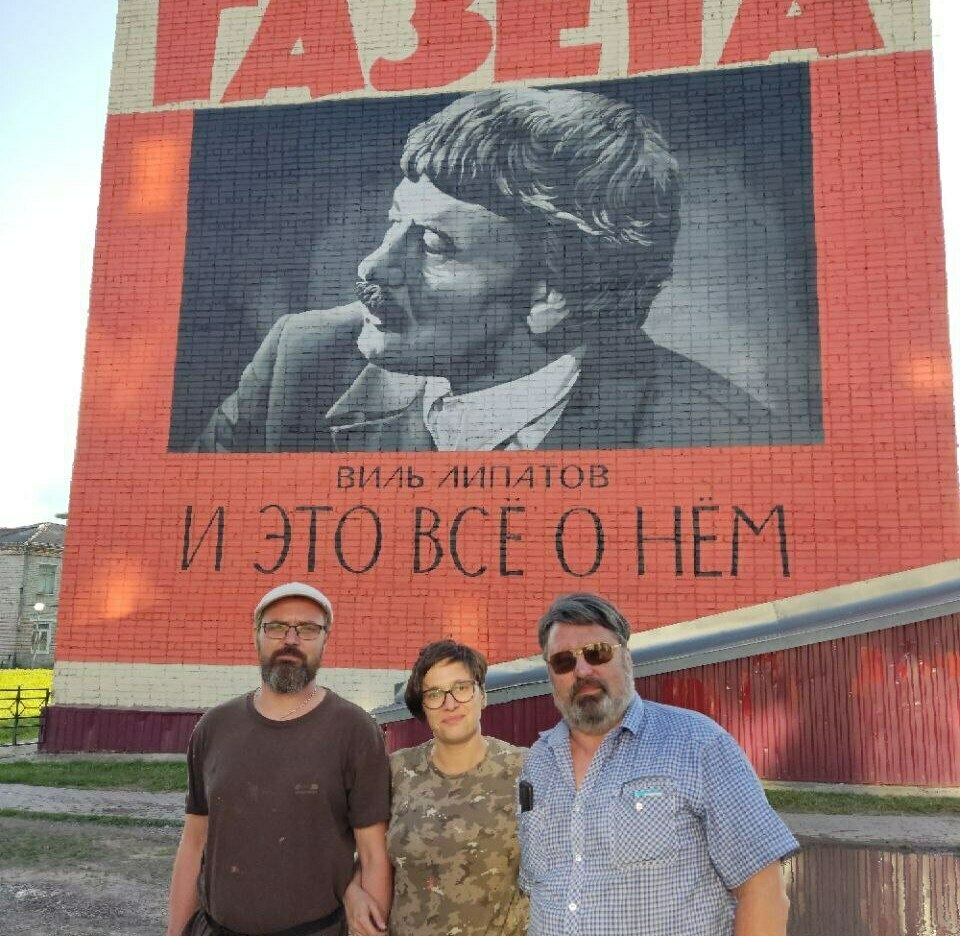 ГАЗЕТА
ВИЛЬ ЛИПАТОВ
И ЭТО ВСЁ О НЁМ